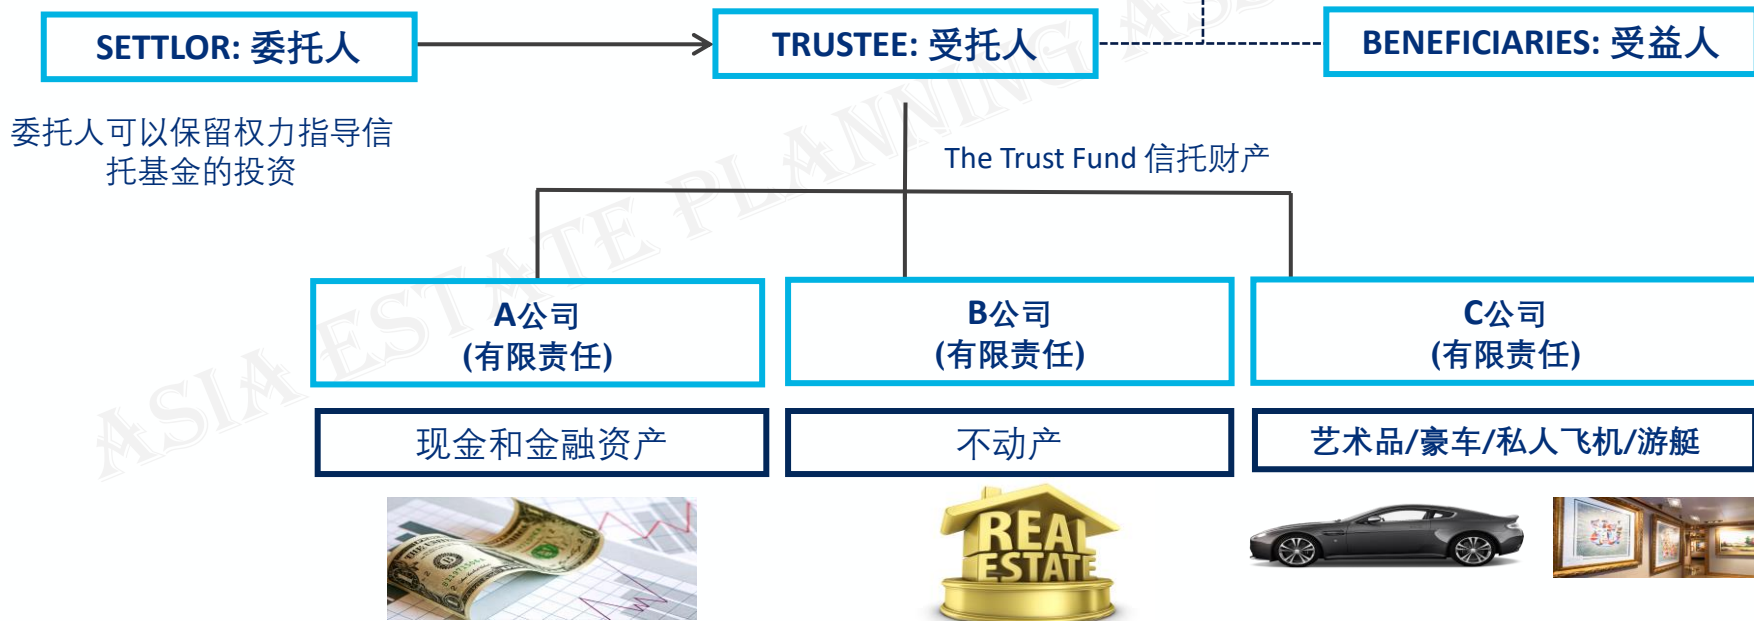 SETTLOR: 委托人
TRUSTEE: 受托人
BENEFICIARIES: 受益人
委托人可以保留权力指导信
托基金的投资
The Trust Fund 信托财产
A公司
(有限责任)
B公司
(有限责任)
C公司
(有限责任)
现金和金融资产
不动产
艺术品/豪车/私人飞机/游艇
REAL
ESTATE
ASIA ESTATE PLANNING